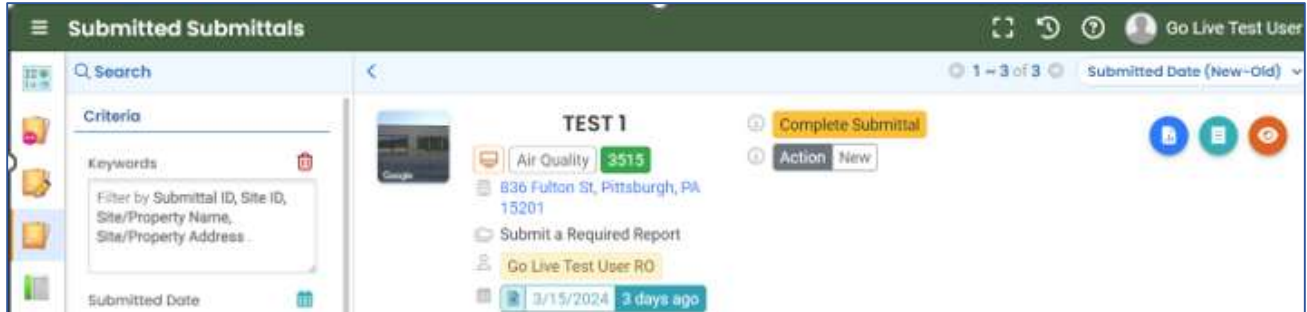 Submitted Submittals
Go Live Test User
Search
1 – 3 of 3
Submitted Date (New-Old)
Criteria
Keywords
Filter by Submittal ID, Site ID,
Site/Property Name,
Site/Property Address
Submitted Date
Google
TEST 1
Air Quality 3515
836 Fulton St, Pittsburgh, PA
15201
Submit a Required Report
Go Live Test User RO
3/15/2024 3 days ago
Complete Submittal
Action New